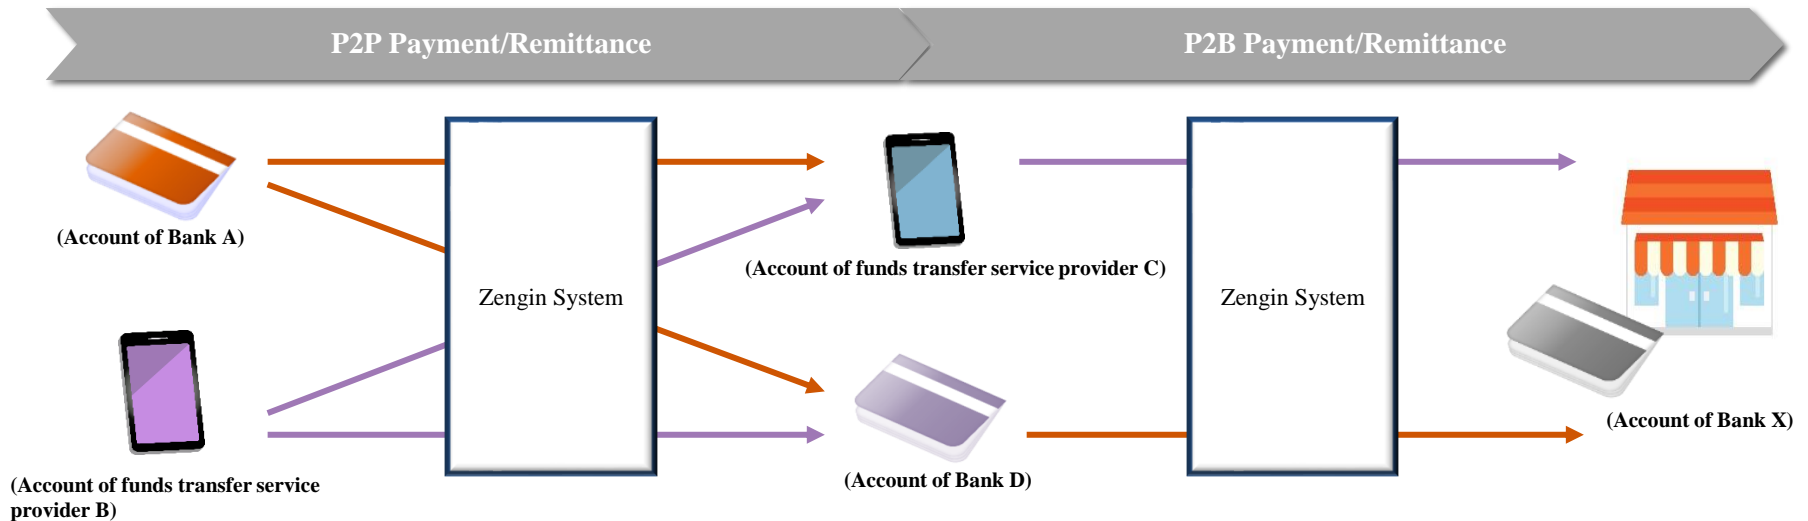 P2P Payment/Remittance
P2B Payment/Remittance
(Account of Bank A)
Zengin System
(Account of funds transfer service provider C)
Zengin System
(Account of Bank X)
(Account of Bank D)
(Account of funds transfer service
provider B)